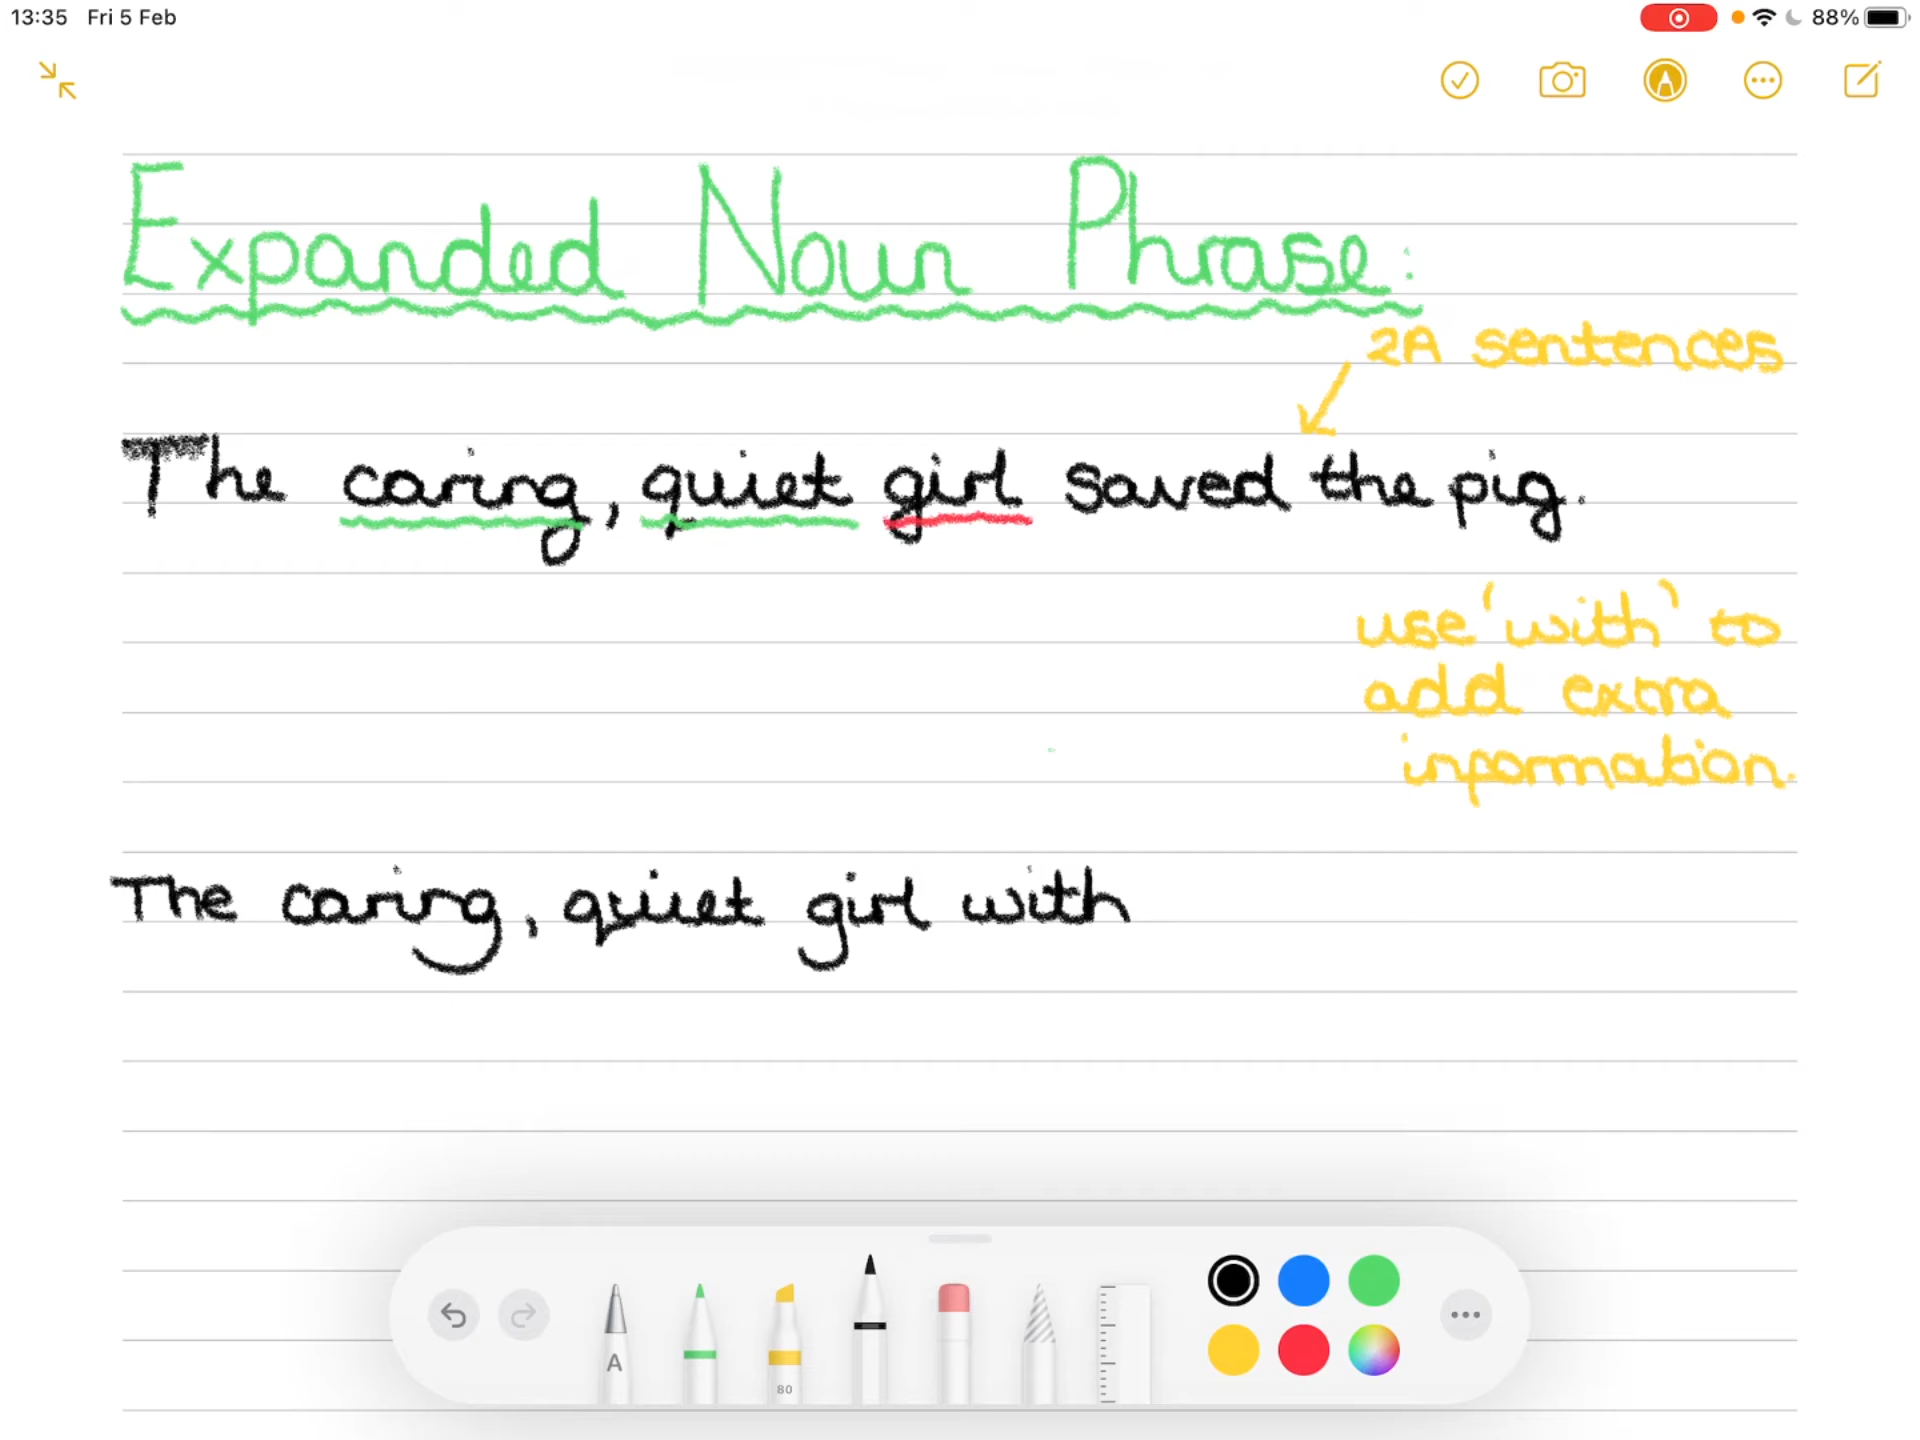 13:35 Fri 5 Feb
88%
Expanded Noun Phrase:
2A sentences
The caring, quiet girl saved the pig.
use 'with' to
add extra
information.
The caring, quiet girl with
A
80